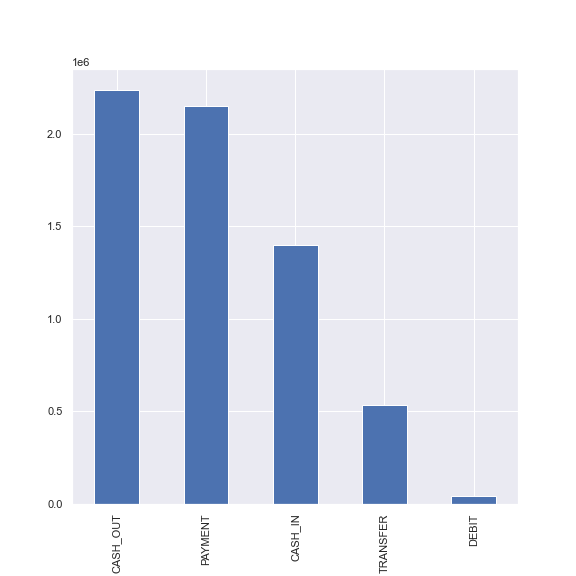 1e6
2.0
1.5
1.0
0.5
0.0
CASH_OUT
PAYMENT
CASH_IN
TRANSFER
DEBIT